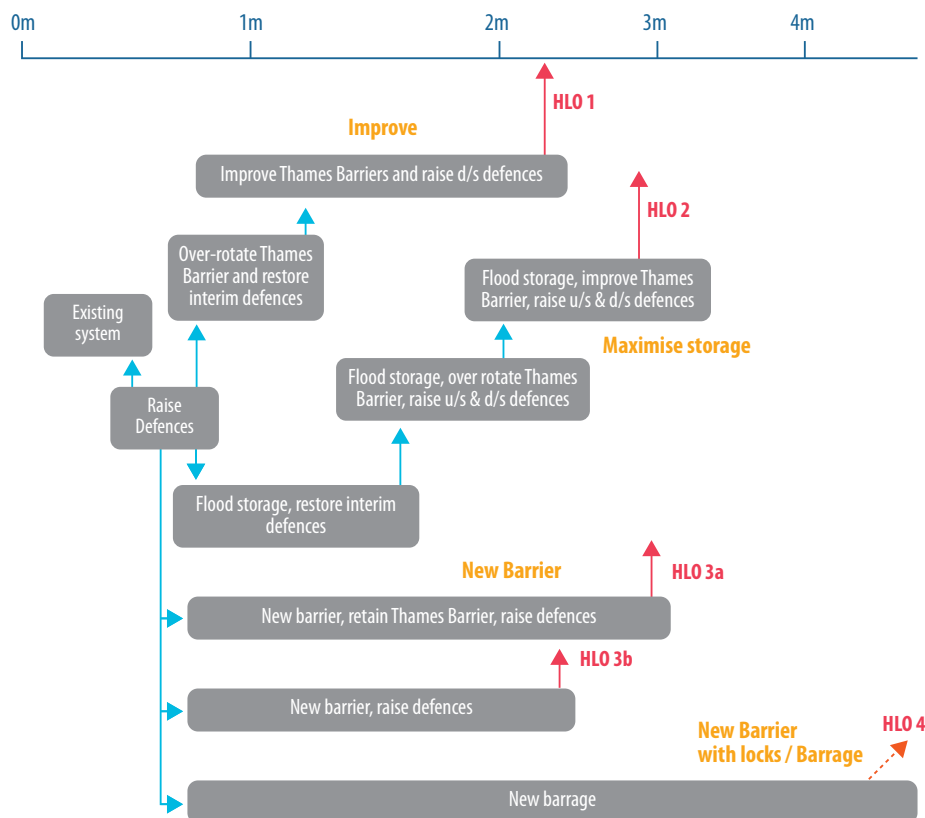 0m
1m
2m
3m
4m
HLO 1
Improve
Improve Thames Barriers and raise d/s defences
HLO 2
Over-rotate Thames
Barrier and restore
interim defences
Flood storage, improve Thames
Barrier, raise u/s & d/s defences
Existing
system
Maximise storage
Flood storage, over rotate Thames
Barrier, raise u/s & d/s defences
Raise
Defences
Flood storage, restore interim
defences
New Barrier
HLO 3a
New barrier, retain Thames Barrier, raise defences
HLO 3b
New barrier, raise defences
HLO 4
New Barrier
with locks / Barrage
New barrage